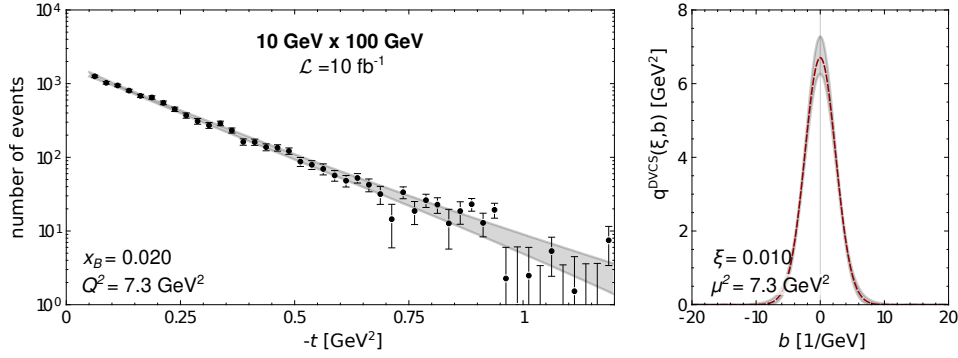 10 GeV x 100 GeV
ℒ =10 fb⁻¹
number of events
10⁴
10³
10²
10¹
10⁰
x_B = 0.020
Q² = 7.3 GeV²
0 0.25 0.5 0.75 1
-t [GeV²]
q^DVCS(ξ,b) [GeV²]
8
6
4
2
0
ξ = 0.010
μ² = 7.3 GeV²
-20 -10 0 10 20
b [1/GeV]